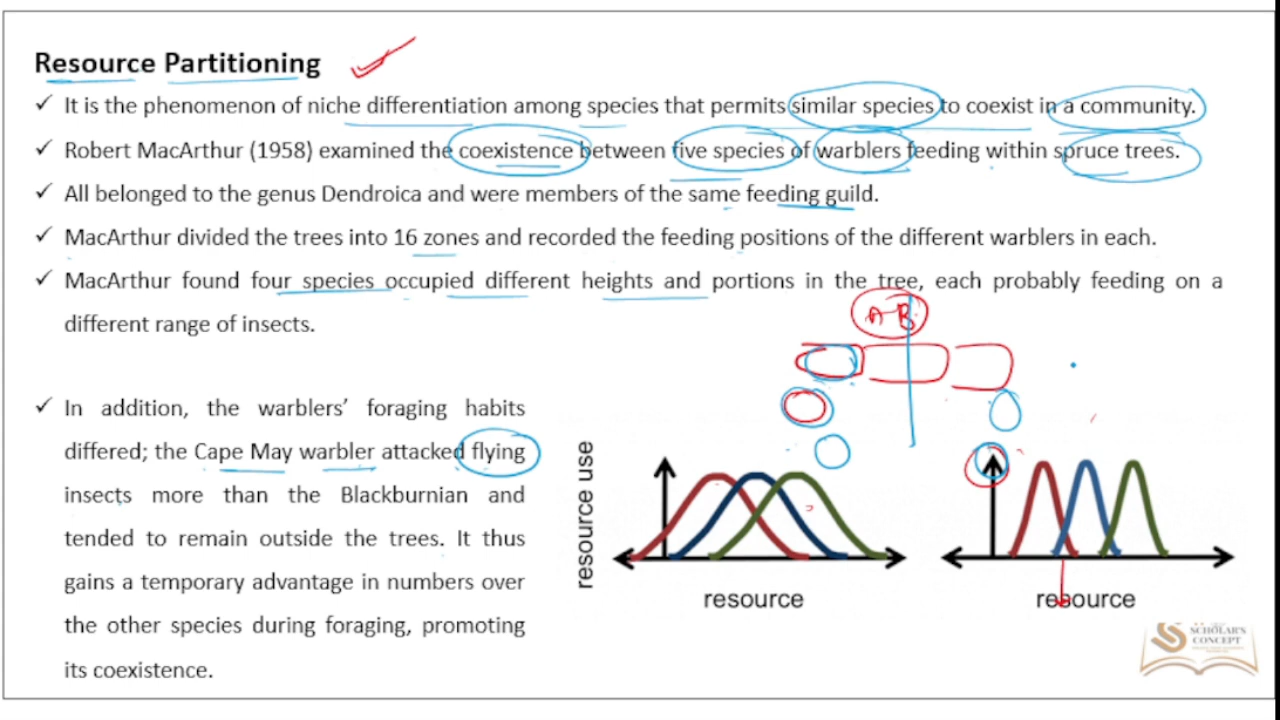 Resource Partitioning
✓ It is the phenomenon of niche differentiation among species that permits similar species to coexist in a community.
✓ Robert MacArthur (1958) examined the coexistence between five species of warblers feeding within spruce trees.
✓ All belonged to the genus Dendroica and were members of the same feeding guild.
✓ MacArthur divided the trees into 16 zones and recorded the feeding positions of the different warblers in each.
✓ MacArthur found four species occupied different heights and portions in the tree, each probably feeding on a
different range of insects.
A B
✓ In addition, the warblers’ foraging habits
differed; the Cape May warbler attacked flying
insects more than the Blackburnian and
tended to remain outside the trees. It thus
gains a temporary advantage in numbers over
the other species during foraging, promoting
its coexistence.
resource use
resource
resource
SCHOLAR'S
CONCEPT